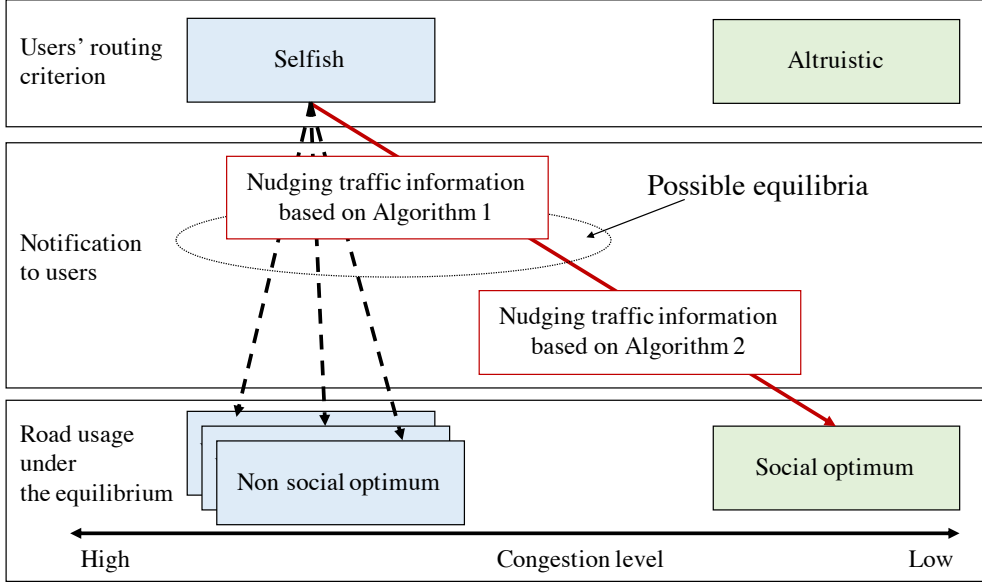 Users' routing
criterion
Selfish
Altruistic
Nudging traffic information
based on Algorithm 1
Possible equilibria
Notification
to users
Nudging traffic information
based on Algorithm 2
Road usage
under
the equilibrium
Non social optimum
Social optimum
High
Congestion level
Low